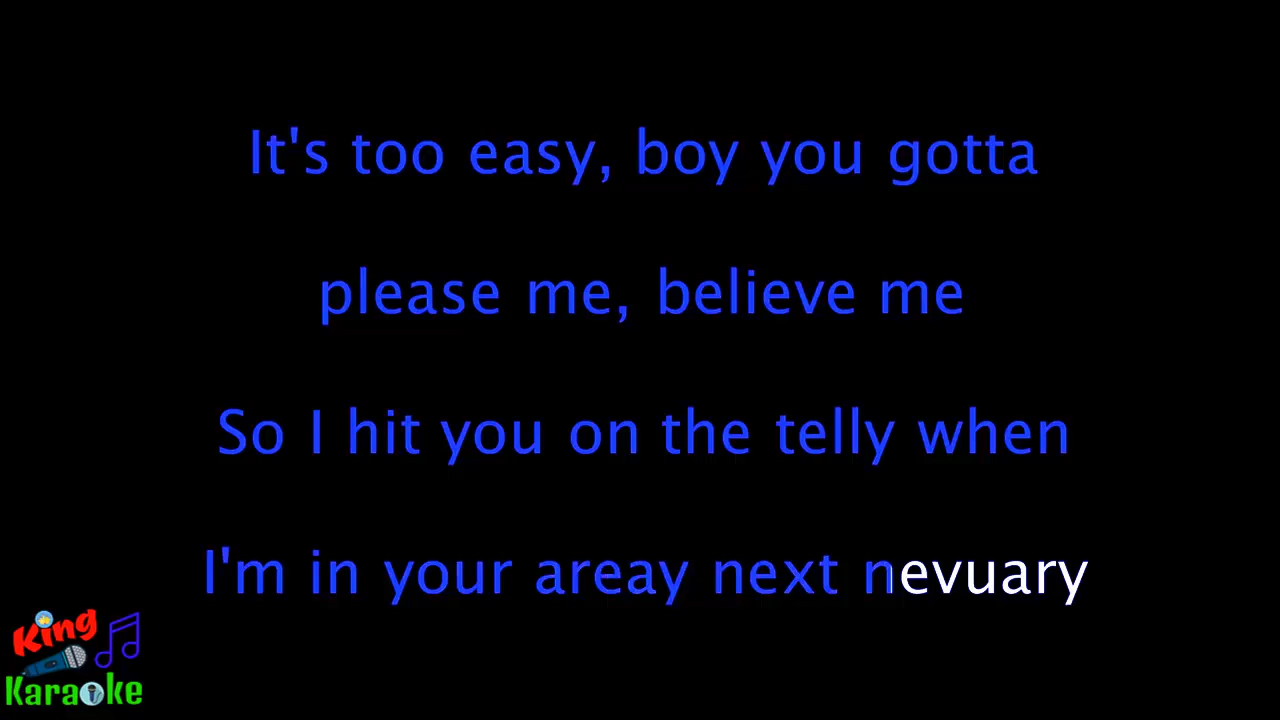 It's too easy, boy you gotta
please me, believe me
So I hit you on the telly when
I'm in your areay next nevuary
King
Karaoke